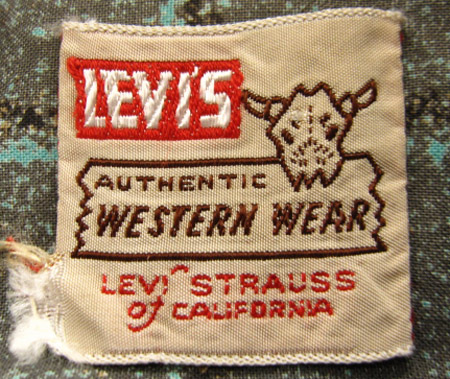 LEVI'S
AUTHENTIC
WESTERN WEAR
LEVI STRAUSS
of CALIFORNIA